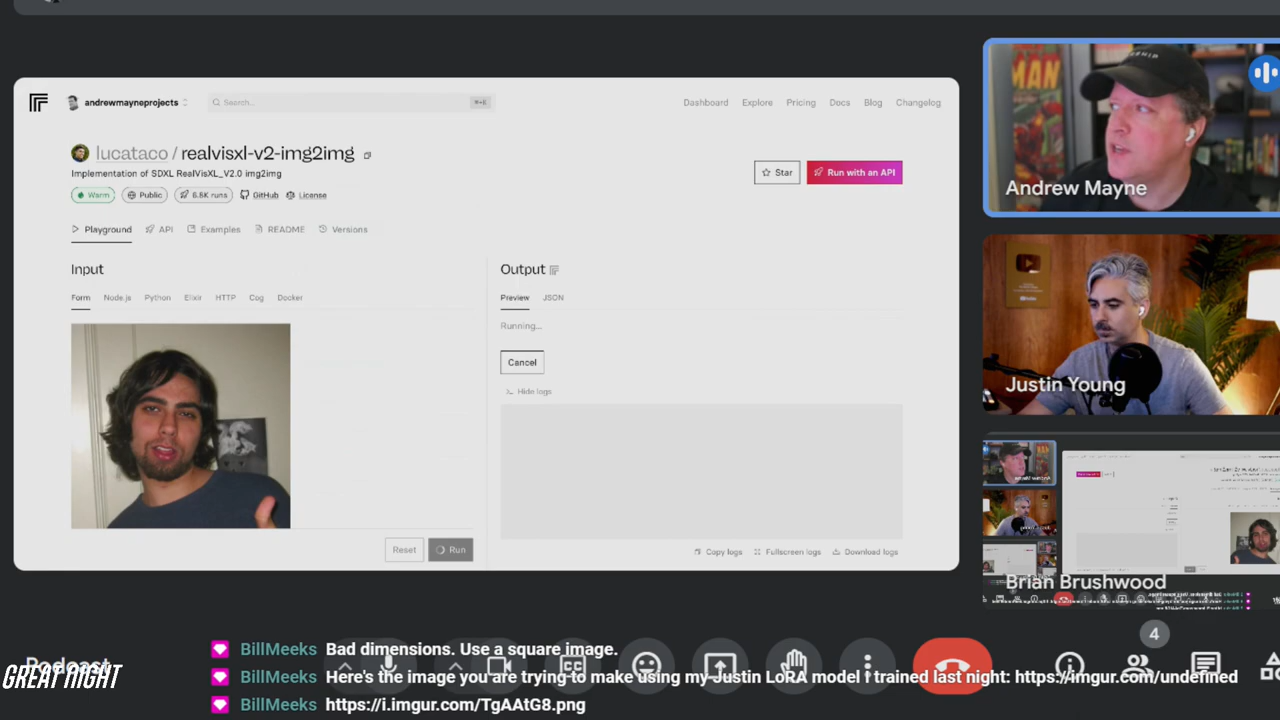 andrewmayneprojects
Search...
Dashboard Explore Pricing Docs Blog Changelog
lucataco / realvisxl-v2-img2img
Implementation of SDXL RealVisXL_V2.0 img2img
Warm Public 6.5K runs GitHub License
Star
Run with an API
Playground API Examples README Versions
Input
Form Node.js Python Elixir HTTP Cog Docker
Reset Run
Output
Preview JSON
Running...
Cancel
Hide logs
Copy logs Fullscreen logs Download logs
MAN
Andrew Mayne
Justin Young
Brian Brushwood
4
Podcast
GREAT NIGHT
BillMeeks Bad dimensions. Use a square image.
BillMeeks Here's the image you are trying to make using my Justin LoRA model I trained last night: https://imgur.com/undefined
BillMeeks https://i.imgur.com/TgAAtG8.png